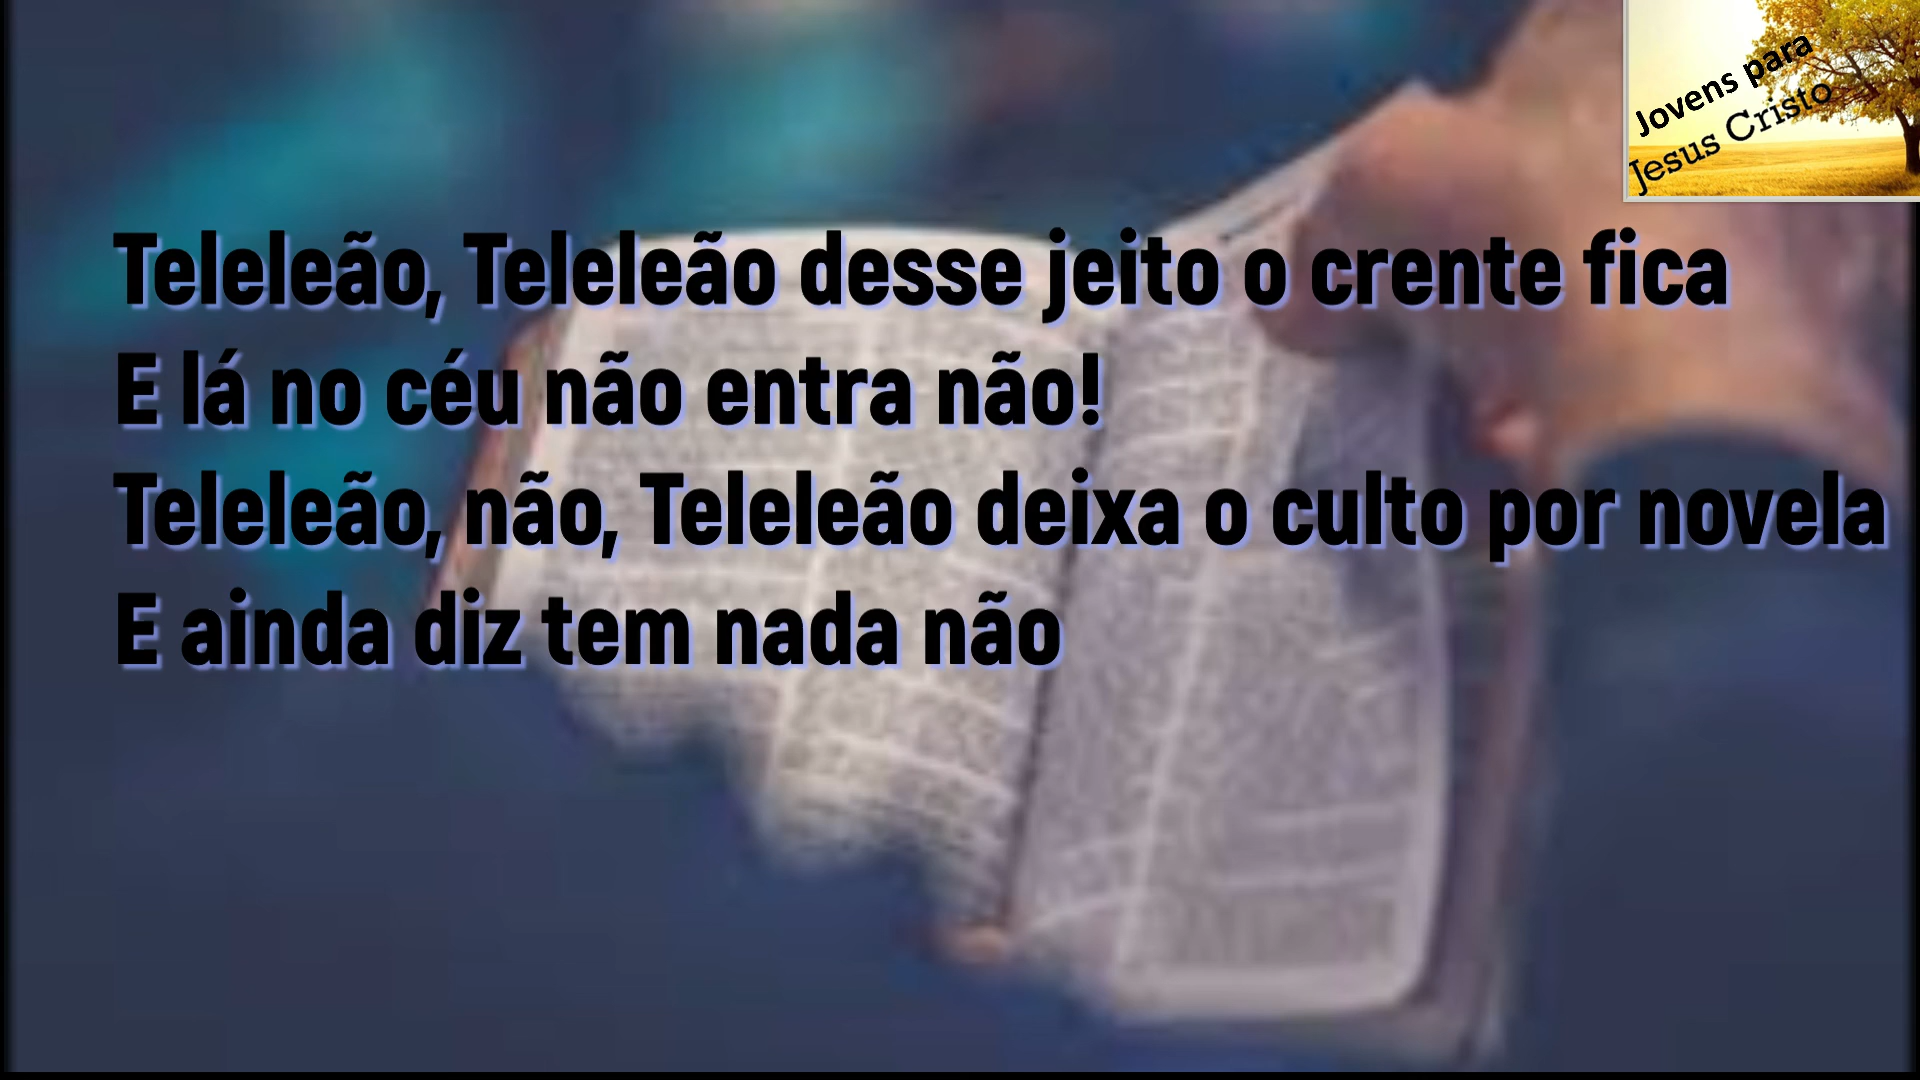 Jovens para
Jesus Cristo
Teleleão, Teleleão desse jeito o crente fica
E lá no céu não entra não!
Teleleão, não, Teleleão deixa o culto por novela
E ainda diz tem nada não